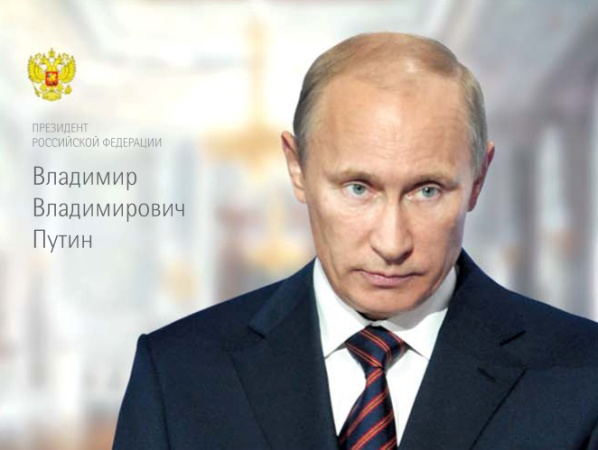 ПРЕЗИДЕНТ
РОССИЙСКОЙ ФЕДЕРАЦИИ
Владимир
Владимирович
Путин